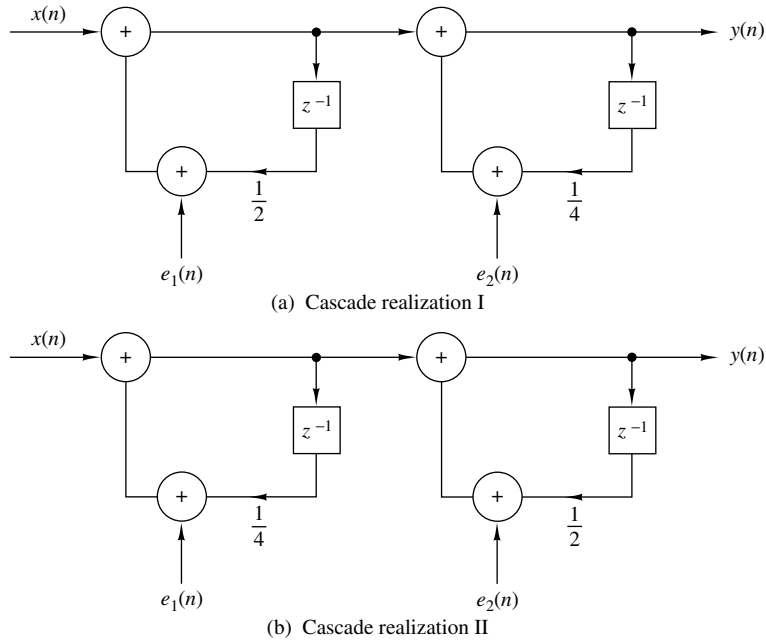 x(n) + + y(n)
z⁻¹ z⁻¹
+ 1/2 + 1/4
e₁(n) e₂(n)
(a) Cascade realization I
x(n) + + y(n)
z⁻¹ z⁻¹
+ 1/4 + 1/2
e₁(n) e₂(n)
(b) Cascade realization II